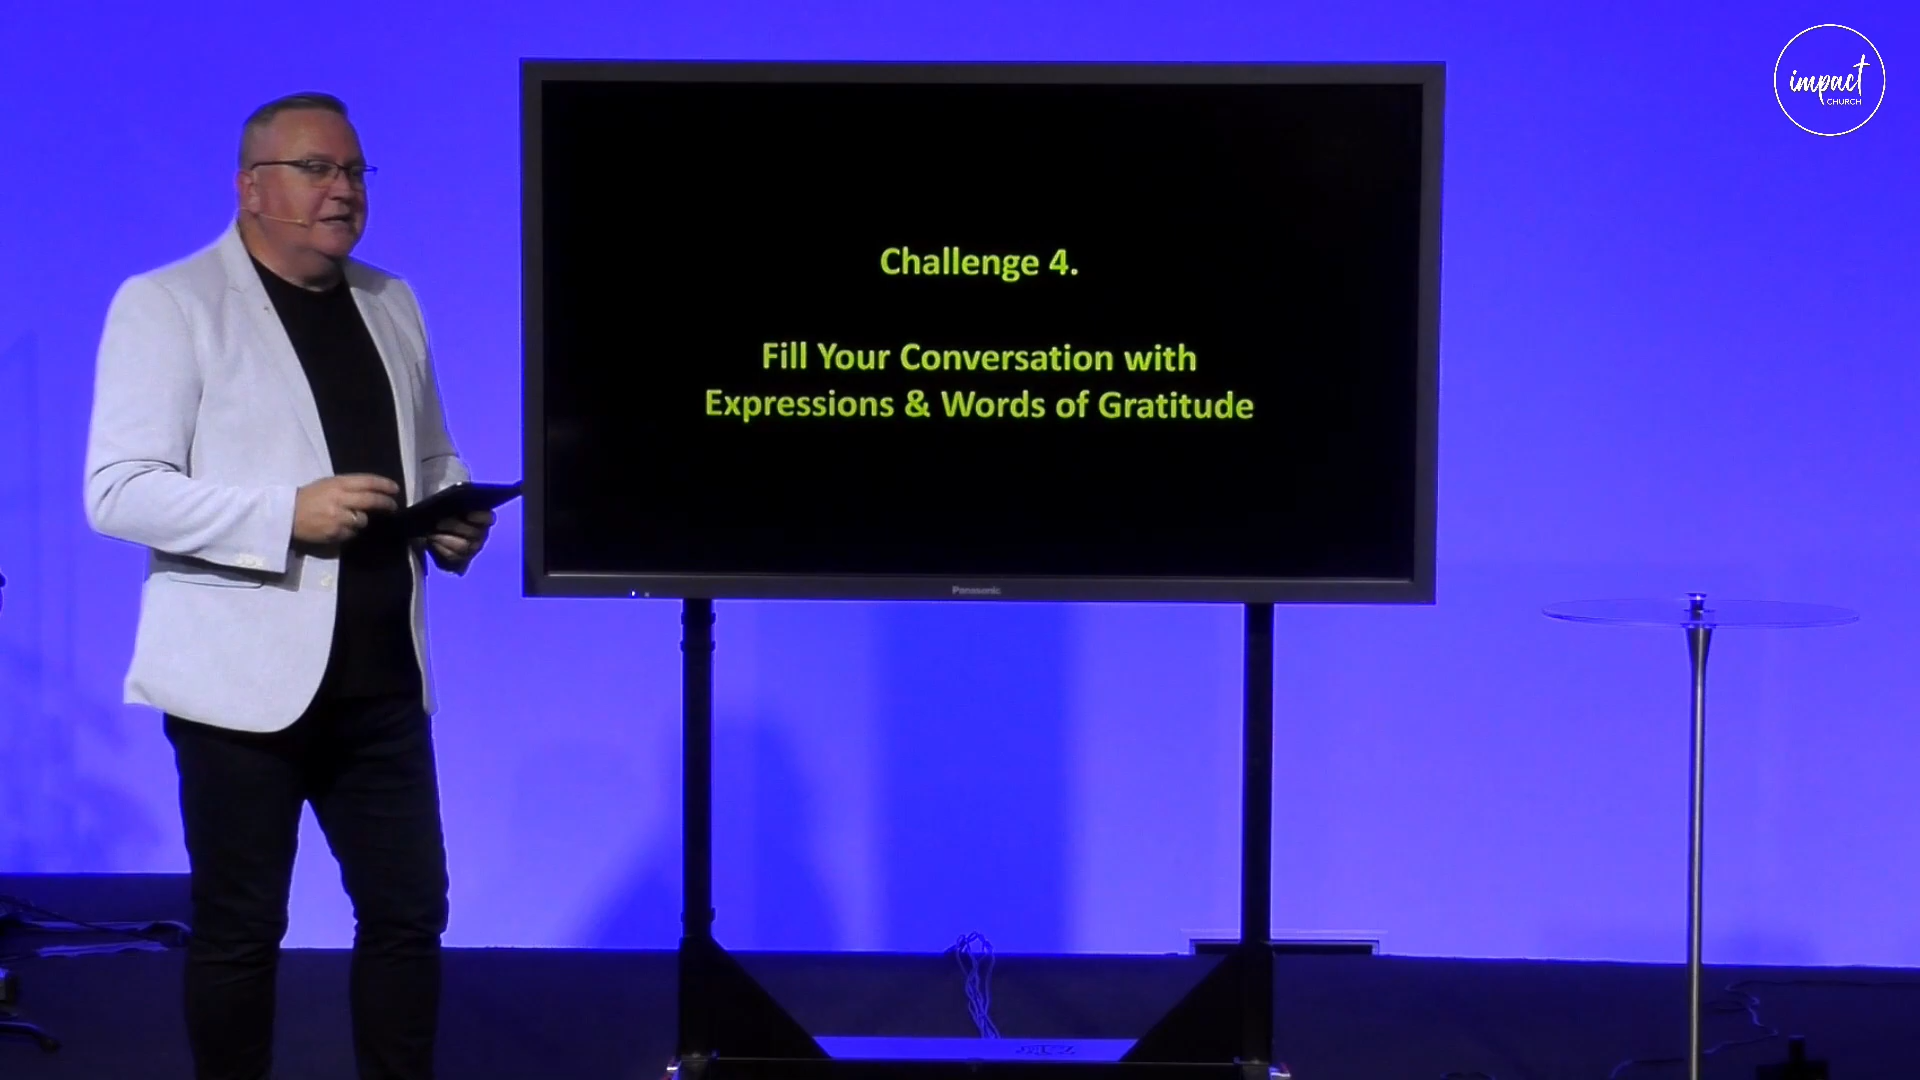 impact
CHURCH
Challenge 4.
Fill Your Conversation with
Expressions & Words of Gratitude
Panasonic